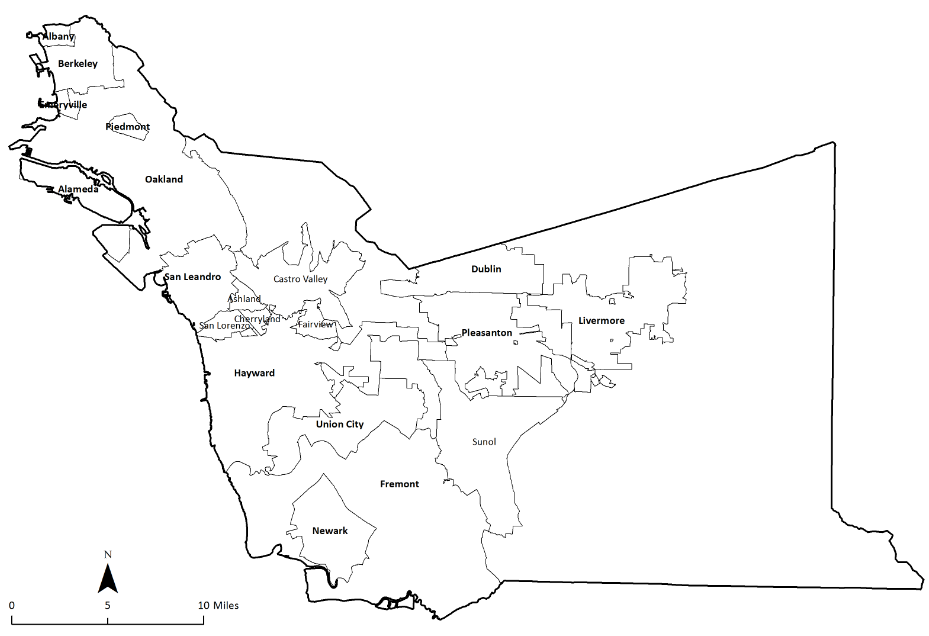 Albany
Berkeley
Emeryville
Piedmont
Oakland
Alameda
San Leandro
Castro Valley
Dublin
Ashland
Cherryland
San Lorenzo
Fairview
Livermore
Pleasanton
Hayward
Union City
Sunol
Fremont
Newark
N
0 5 10 Miles